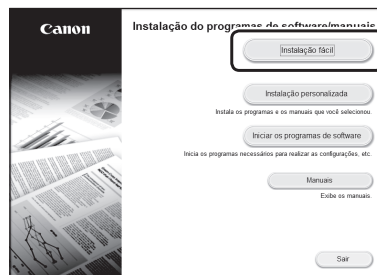 Canon
Instalação do programas de software/manuais
Instalação fácil
Instalação personalizada
Instala os programas e os manuais que você selecionou.
Iniciar os programas de software
Inicia os programas necessários para realizar as configurações, etc.
Manuais
Exibe os manuais.
Sair